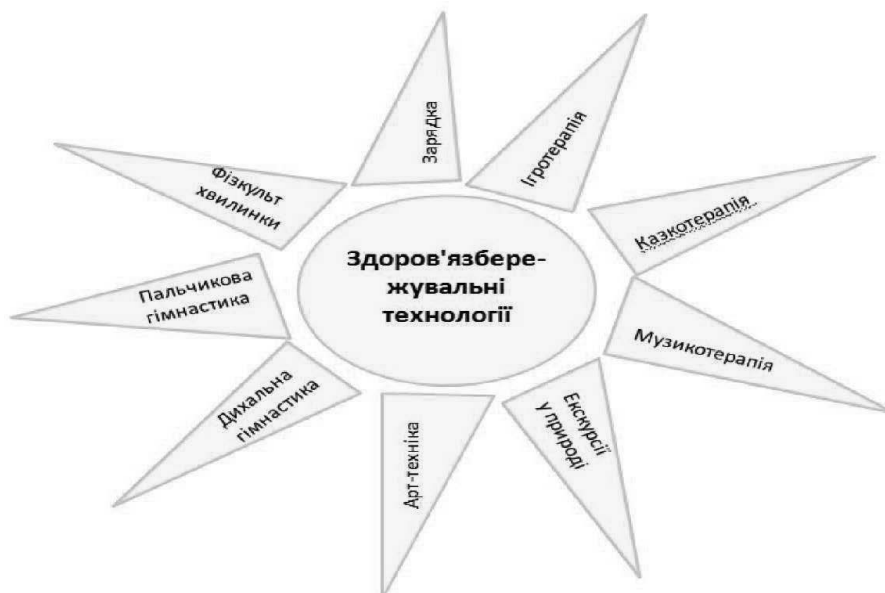 Здоров'язбере-
жувальні
технології
Зарядка
Ігротерапія
Казкотерапія
Музикотерапія
Екскурсії
у природі
Арт-техніка
Дихальна
гімнастика
Пальчикова
гімнастика
Фізкульт
хвилинки